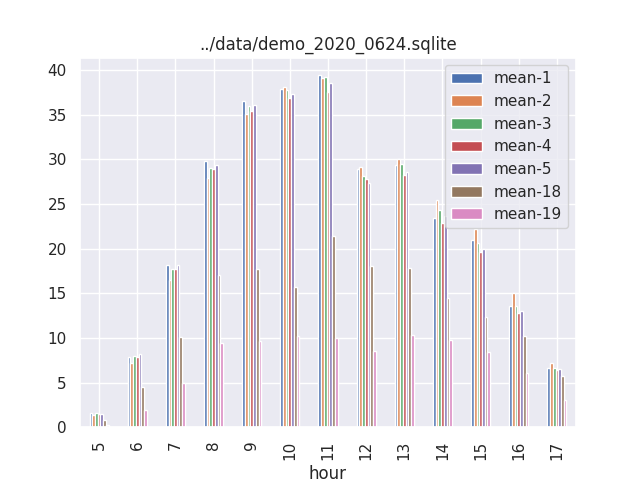 ../data/demo_2020_0624.sqlite
40
35
30
25
20
15
10
5
0
mean-1
mean-2
mean-3
mean-4
mean-5
mean-18
mean-19
5 6 7 8 9 10 11 12 13 14 15 16 17
hour